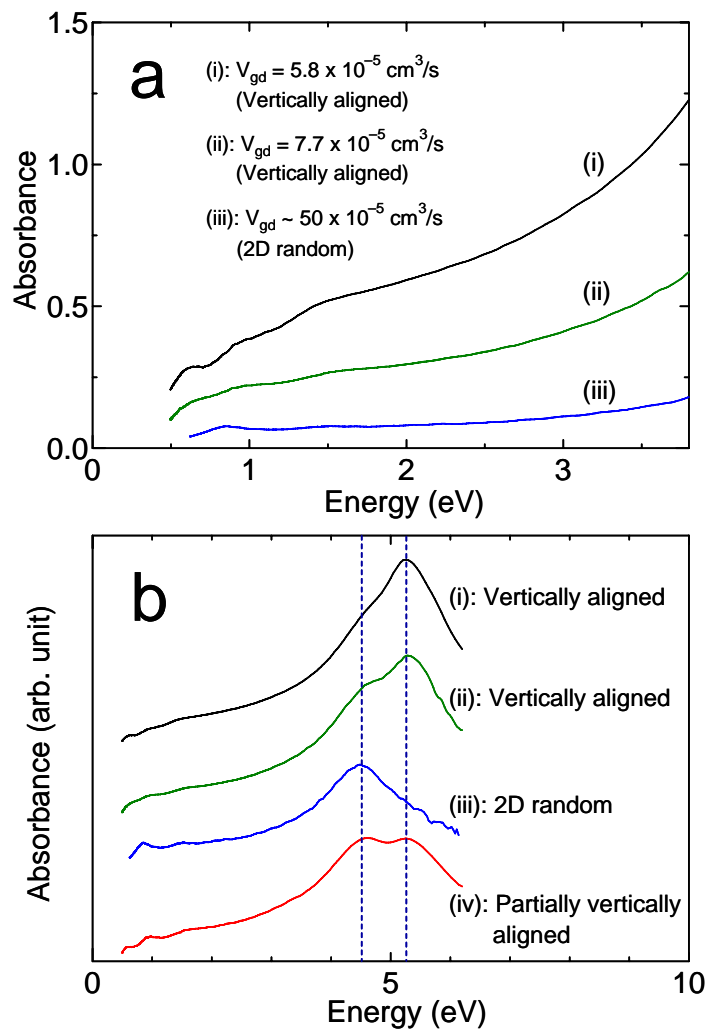 1.5
a
(i): V_gd = 5.8 x 10^–5 cm^3/s
(Vertically aligned)
(ii): V_gd = 7.7 x 10^–5 cm^3/s
(Vertically aligned)
(iii): V_gd ~ 50 x 10^–5 cm^3/s
(2D random)
1.0
0.5
0.0
Absorbance
(i)
(ii)
(iii)
0 1 2 3
Energy (eV)
b
Absorbance (arb. unit)
(i): Vertically aligned
(ii): Vertically aligned
(iii): 2D random
(iv): Partially vertically
aligned
0 5 10
Energy (eV)